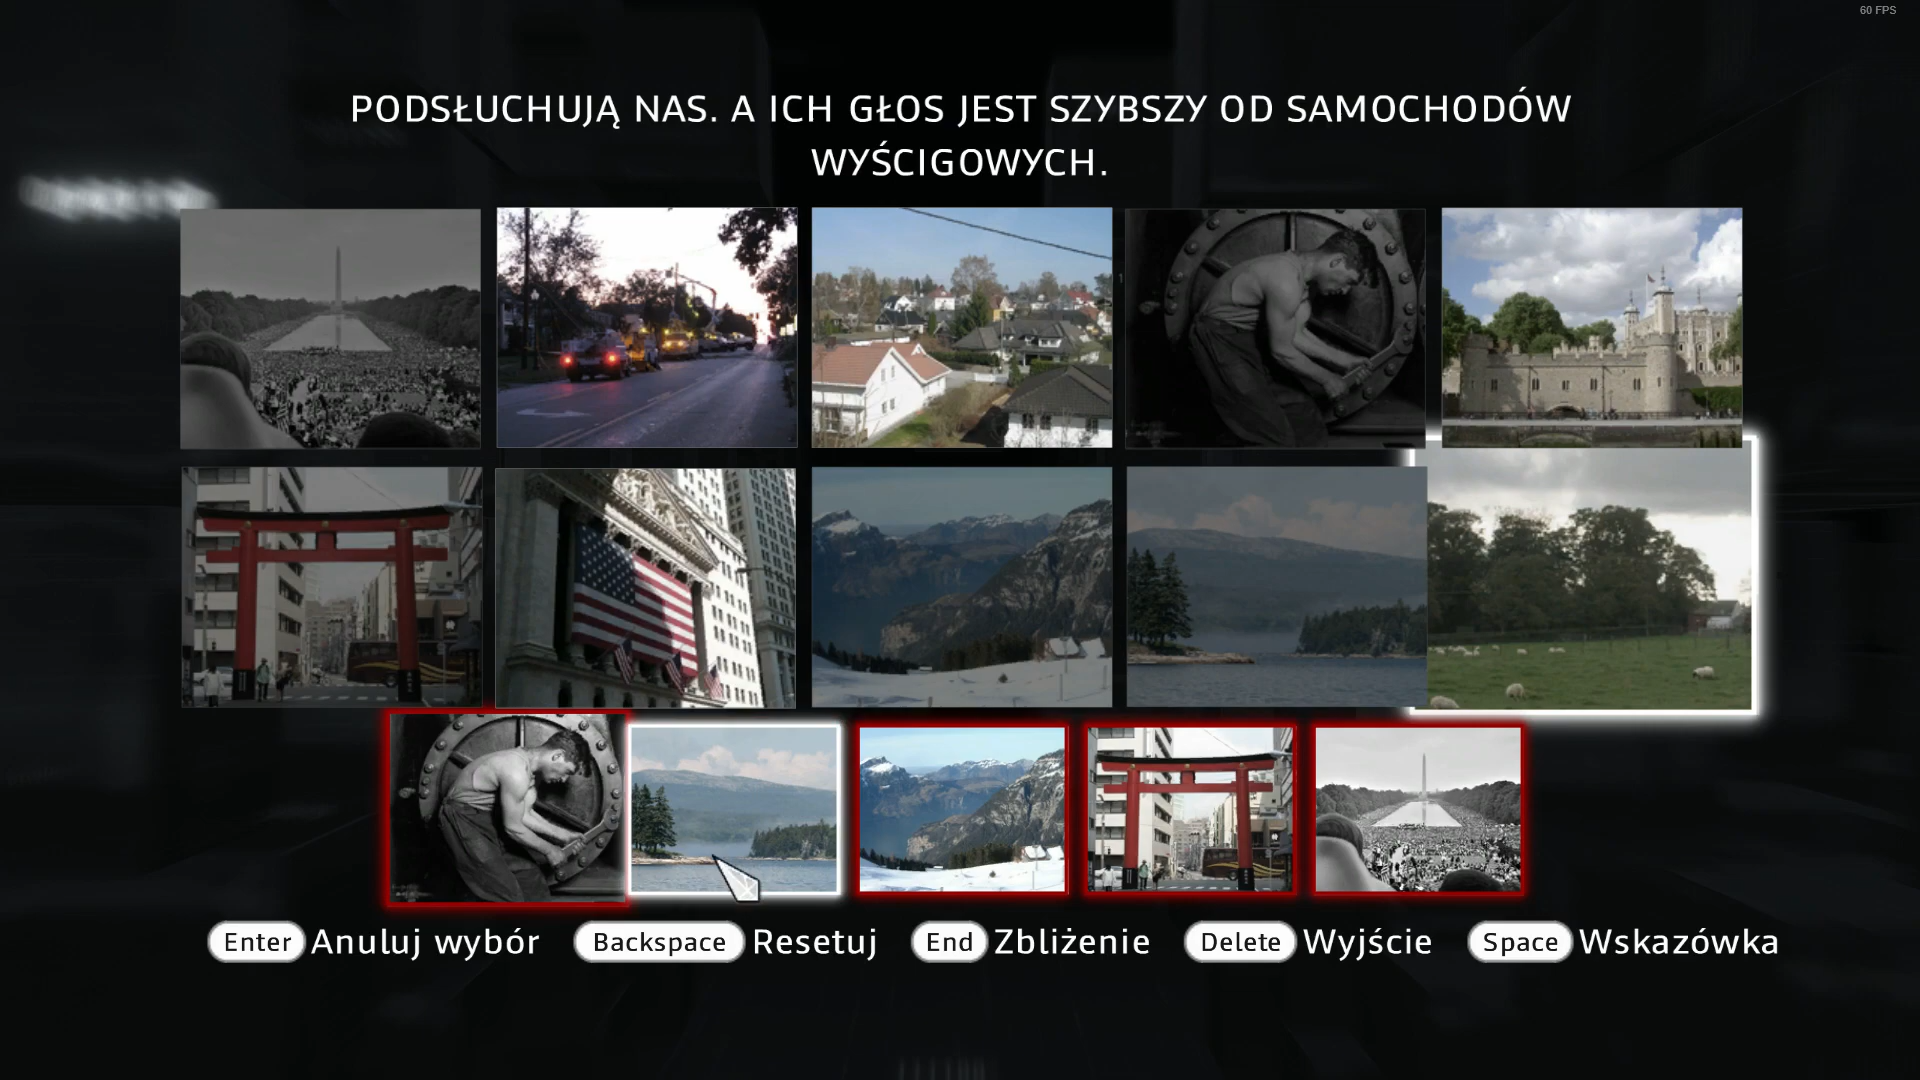 60 FPS
PODSŁUCHUJĄ NAS. A ICH GŁOS JEST SZYBSZY OD SAMOCHODÓW
WYŚCIGOWYCH.
Enter Anuluj wybór Backspace Resetuj End Zbliżenie Delete Wyjście Space Wskazówka